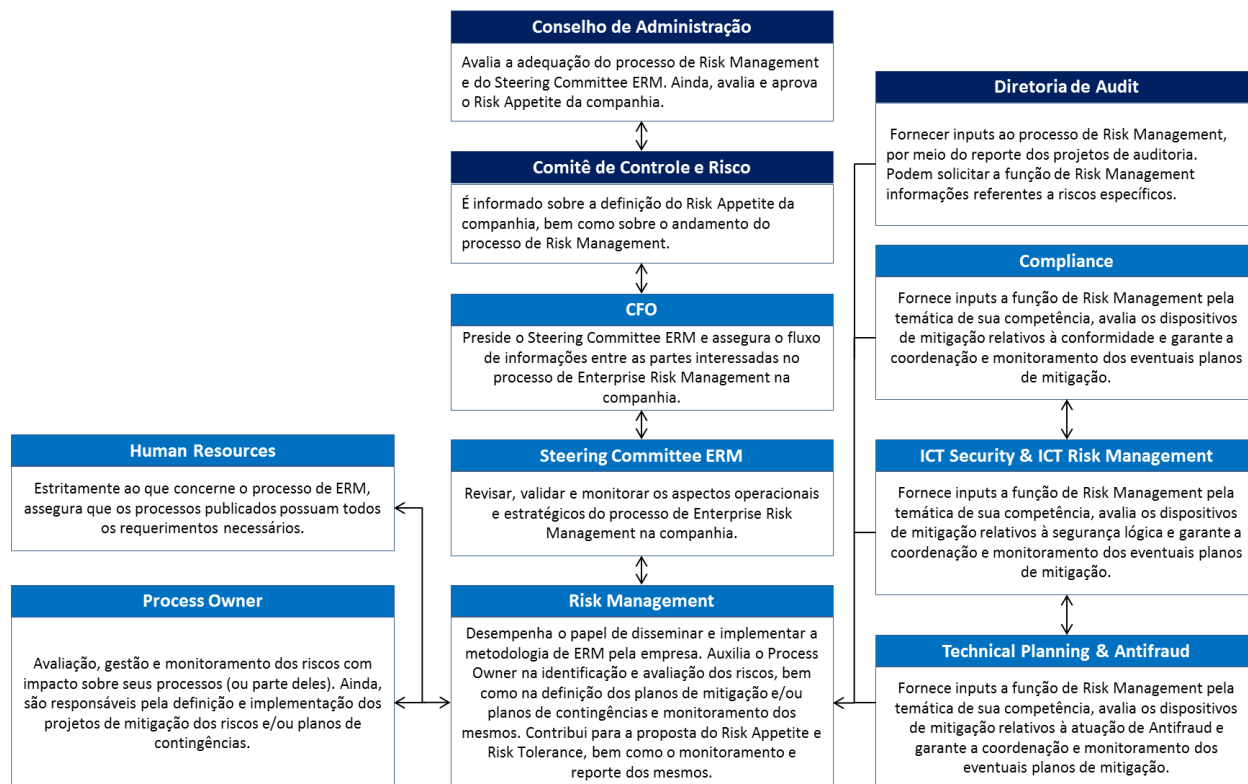 Conselho de Administração
Avalia a adequação do processo de Risk Management
e do Steering Committee ERM. Ainda, avalia e aprova
o Risk Appetite da companhia.
Comitê de Controle e Risco
É informado sobre a definição do Risk Appetite da
companhia, bem como sobre o andamento do
processo de Risk Management.
CFO
Preside o Steering Committee ERM e assegura o fluxo
de informações entre as partes interessadas no
processo de Enterprise Risk Management na
companhia.
Steering Committee ERM
Revisar, validar e monitorar os aspectos operacionais
e estratégicos do processo de Enterprise Risk
Management na companhia.
Risk Management
Desempenha o papel de disseminar e implementar a
metodologia de ERM pela empresa. Auxilia o Process
Owner na identificação e avaliação dos riscos, bem
como na definição dos planos de mitigação e/ou
planos de contingências e monitoramento dos
mesmos. Contribui para a proposta do Risk Appetite e
Risk Tolerance, bem como o monitoramento e
reporte dos mesmos.
Human Resources
Estritamente ao que concerne o processo de ERM,
assegura que os processos publicados possuam todos
os requerimentos necessários.
Process Owner
Avaliação, gestão e monitoramento dos riscos com
impacto sobre seus processos (ou parte deles). Ainda,
são responsáveis pela definição e implementação dos
projetos de mitigação dos riscos e/ou planos de
contingências.
Diretoria de Audit
Fornecer inputs ao processo de Risk Management,
por meio do reporte dos projetos de auditoria.
Podem solicitar a função de Risk Management
informações referentes a riscos específicos.
Compliance
Fornece inputs a função de Risk Management pela
temática de sua competência, avalia os dispositivos
de mitigação relativos à conformidade e garante a
coordenação e monitoramento dos eventuais planos
de mitigação.
ICT Security & ICT Risk Management
Fornece inputs a função de Risk Management pela
temática de sua competência, avalia os dispositivos
de mitigação relativos à segurança lógica e garante a
coordenação e monitoramento dos eventuais planos
de mitigação.
Technical Planning & Antifraud
Fornece inputs a função de Risk Management pela
temática de sua competência, avalia os dispositivos
de mitigação relativos à atuação de Antifraud e
garante a coordenação e monitoramento dos
eventuais planos de mitigação.